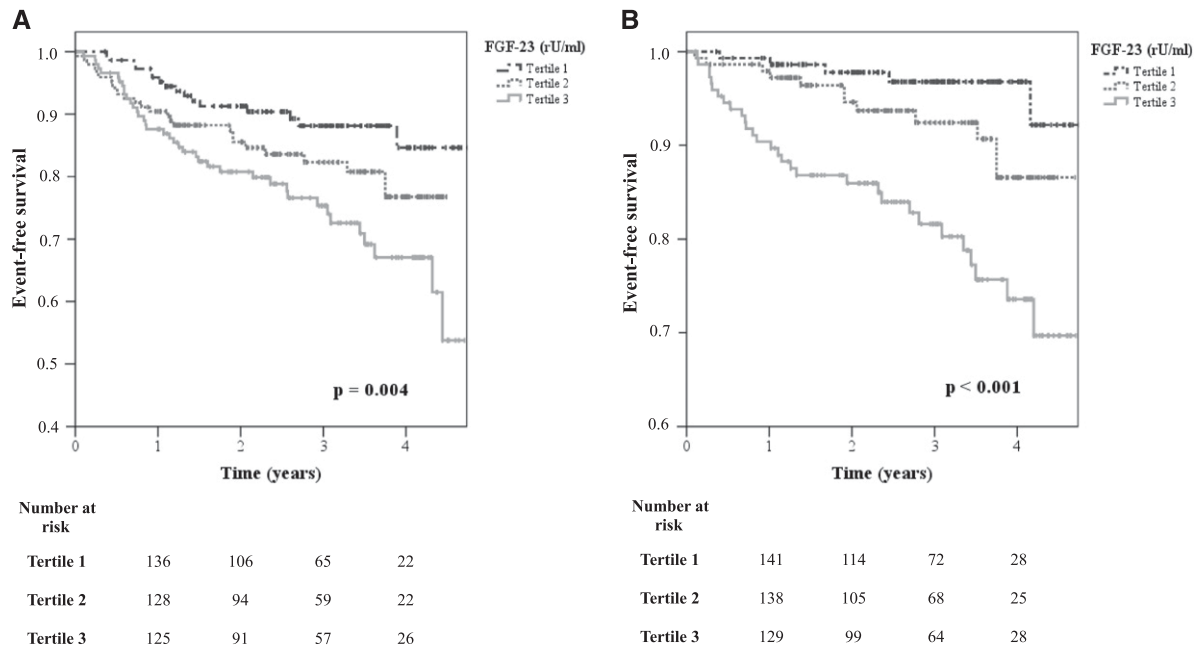 A
FGF-23 (rU/ml)
Tertile 1
Tertile 2
Tertile 3
Event-free survival
1.0
0.9
0.8
0.7
0.6
0.5
0.4
p = 0.004
0 1 2 3 4
Time (years)
Number at
risk
Tertile 1 136 106 65 22
Tertile 2 128 94 59 22
Tertile 3 125 91 57 26
B
FGF-23 (rU/ml)
Tertile 1
Tertile 2
Tertile 3
Event-free survival
1.0
0.9
0.8
0.7
0.6
p < 0.001
0 1 2 3 4
Time (years)
Number at
risk
Tertile 1 141 114 72 28
Tertile 2 138 105 68 25
Tertile 3 129 99 64 28